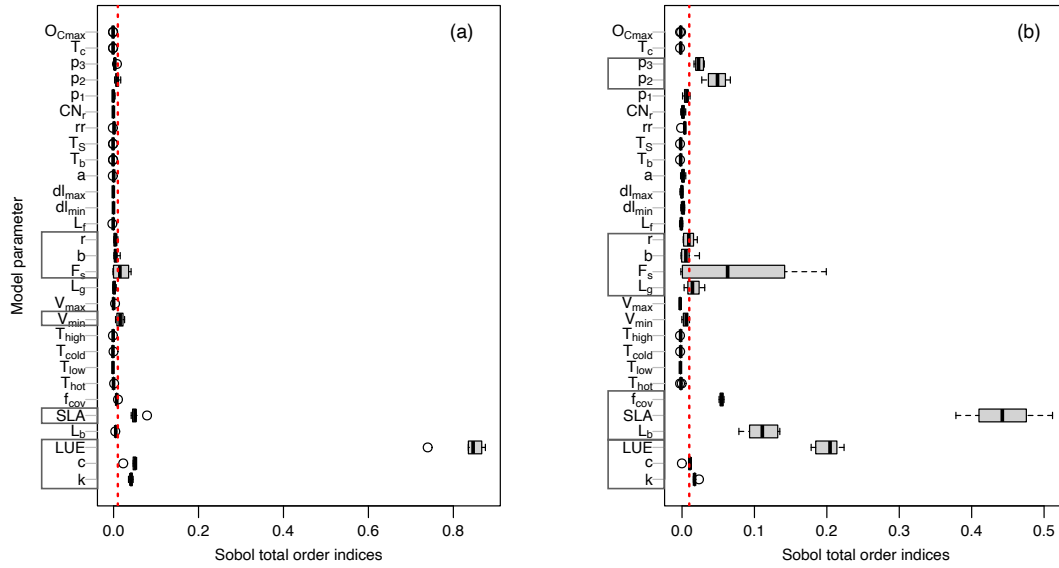 (a)
Model parameter
O_Cmax
T_c
p_3
p_2
p_1
CN_r
rr
T_S
T_b
a
dl_max
dl_min
L_f
r
b
F_s
L_g
V_max
V_min
T_high
T_cold
T_low
T_hot
f_cov
SLA
L_b
LUE
c
k
0.0 0.2 0.4 0.6 0.8
Sobol total order indices
(b)
O_Cmax
T_c
p_3
p_2
p_1
CN_r
rr
T_S
T_b
a
dl_max
dl_min
L_f
r
b
F_s
L_g
V_max
V_min
T_high
T_cold
T_low
T_hot
f_cov
SLA
L_b
LUE
c
k
0.0 0.1 0.2 0.3 0.4 0.5
Sobol total order indices